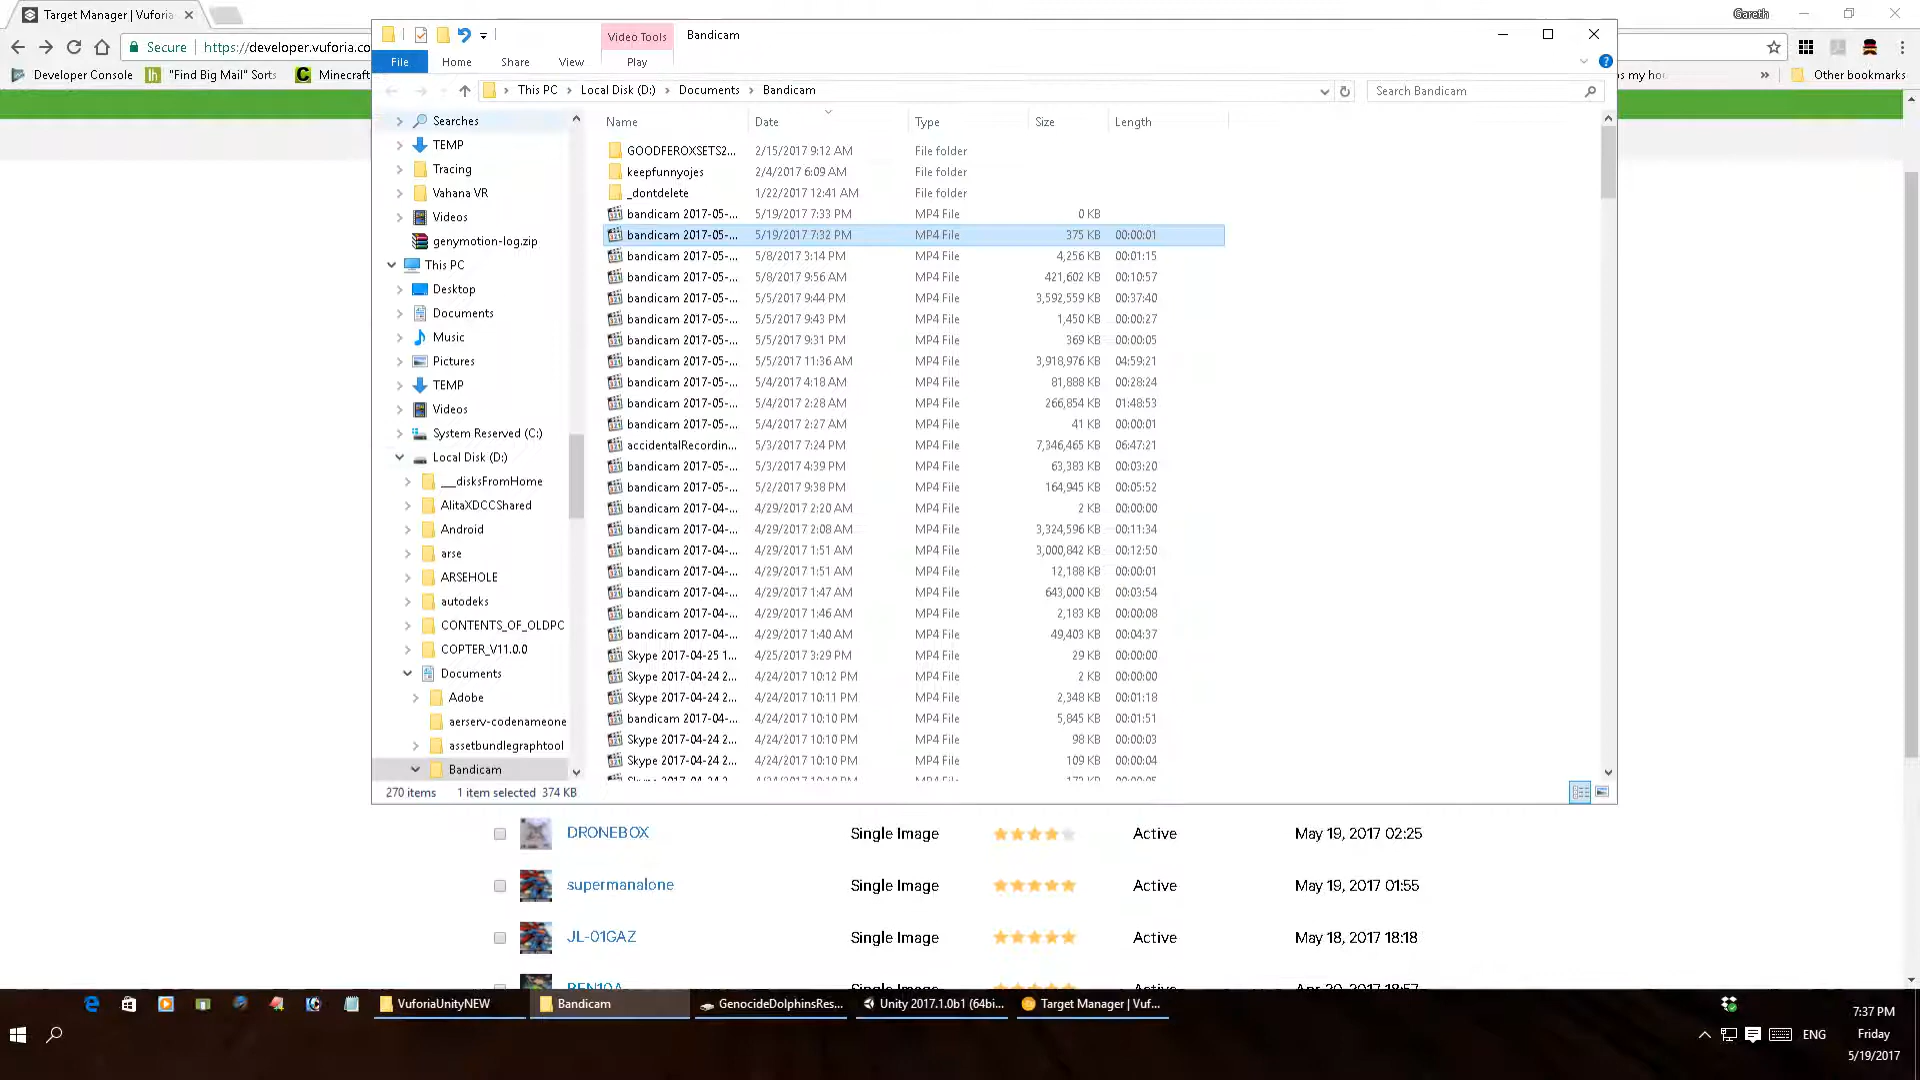 Target Manager | Vuforia
Gareth
Secure
https://developer.vuforia.co
Developer Console
"Find Big Mail" Sorts
Minecraft
Other bookmarks
Video Tools
Bandicam
File
Home
Share
View
Play
This PC
Local Disk (D:)
Documents
Bandicam
Search Bandicam
Searches
TEMP
Tracing
Vahana VR
Videos
genymotion-log.zip
This PC
Desktop
Documents
Music
Pictures
TEMP
Videos
System Reserved (C:)
Local Disk (D:)
___disksFromHome
AlitaXDCCShared
Android
arse
ARSEHOLE
autodeks
CONTENTS_OF_OLDPC
COPTER_V11.0.0
Documents
Adobe
aerserv-codenameone
assetbundlegraphtool
Bandicam
Name Date Type Size Length
GOODFEROXSETS2... 2/15/2017 9:12 AM File folder
keepfunnyojes 2/4/2017 6:09 AM File folder
_dontdelete 1/22/2017 12:41 AM File folder
bandicam 2017-05-... 5/19/2017 7:33 PM MP4 File 0 KB
bandicam 2017-05-... 5/19/2017 7:32 PM MP4 File 375 KB 00:00:01
bandicam 2017-05-... 5/8/2017 3:14 PM MP4 File 4,256 KB 00:01:15
bandicam 2017-05-... 5/8/2017 9:56 AM MP4 File 421,602 KB 00:10:57
bandicam 2017-05-... 5/5/2017 9:44 PM MP4 File 3,592,559 KB 00:37:40
bandicam 2017-05-... 5/5/2017 9:43 PM MP4 File 1,450 KB 00:00:27
bandicam 2017-05-... 5/5/2017 9:31 PM MP4 File 369 KB 00:00:05
bandicam 2017-05-... 5/5/2017 11:36 AM MP4 File 3,918,976 KB 04:59:21
bandicam 2017-05-... 5/4/2017 4:18 AM MP4 File 81,888 KB 00:28:24
bandicam 2017-05-... 5/4/2017 2:28 AM MP4 File 266,854 KB 01:48:53
bandicam 2017-05-... 5/4/2017 2:27 AM MP4 File 41 KB 00:00:01
accidentalRecordin... 5/3/2017 7:24 PM MP4 File 7,346,465 KB 06:47:21
bandicam 2017-05-... 5/3/2017 4:39 PM MP4 File 63,383 KB 00:03:20
bandicam 2017-05-... 5/2/2017 9:38 PM MP4 File 164,945 KB 00:05:52
bandicam 2017-04-... 4/29/2017 2:20 AM MP4 File 2 KB 00:00:00
bandicam 2017-04-... 4/29/2017 2:08 AM MP4 File 3,324,596 KB 00:11:34
bandicam 2017-04-... 4/29/2017 1:51 AM MP4 File 3,000,842 KB 00:12:50
bandicam 2017-04-... 4/29/2017 1:51 AM MP4 File 12,188 KB 00:00:01
bandicam 2017-04-... 4/29/2017 1:47 AM MP4 File 643,000 KB 00:03:54
bandicam 2017-04-... 4/29/2017 1:46 AM MP4 File 2,183 KB 00:00:08
bandicam 2017-04-... 4/29/2017 1:40 AM MP4 File 49,403 KB 00:04:37
Skype 2017-04-25 1... 4/25/2017 3:29 PM MP4 File 29 KB 00:00:00
Skype 2017-04-24 2... 4/24/2017 10:12 PM MP4 File 2 KB 00:00:00
Skype 2017-04-24 2... 4/24/2017 10:11 PM MP4 File 2,348 KB 00:01:18
bandicam 2017-04-... 4/24/2017 10:10 PM MP4 File 5,845 KB 00:01:51
Skype 2017-04-24 2... 4/24/2017 10:10 PM MP4 File 98 KB 00:00:03
Skype 2017-04-24 2... 4/24/2017 10:10 PM MP4 File 109 KB 00:00:04
270 items 1 item selected 374 KB
DRONEBOX Single Image Active May 19, 2017 02:25
supermanalone Single Image Active May 19, 2017 01:55
JL-01GAZ Single Image Active May 18, 2017 18:18
VuforiaUnityNEW
Bandicam
GenocideDolphinsRes...
Unity 2017.1.0b1 (64bi...
Target Manager | Vuf...
ENG
7:37 PM
Friday
5/19/2017